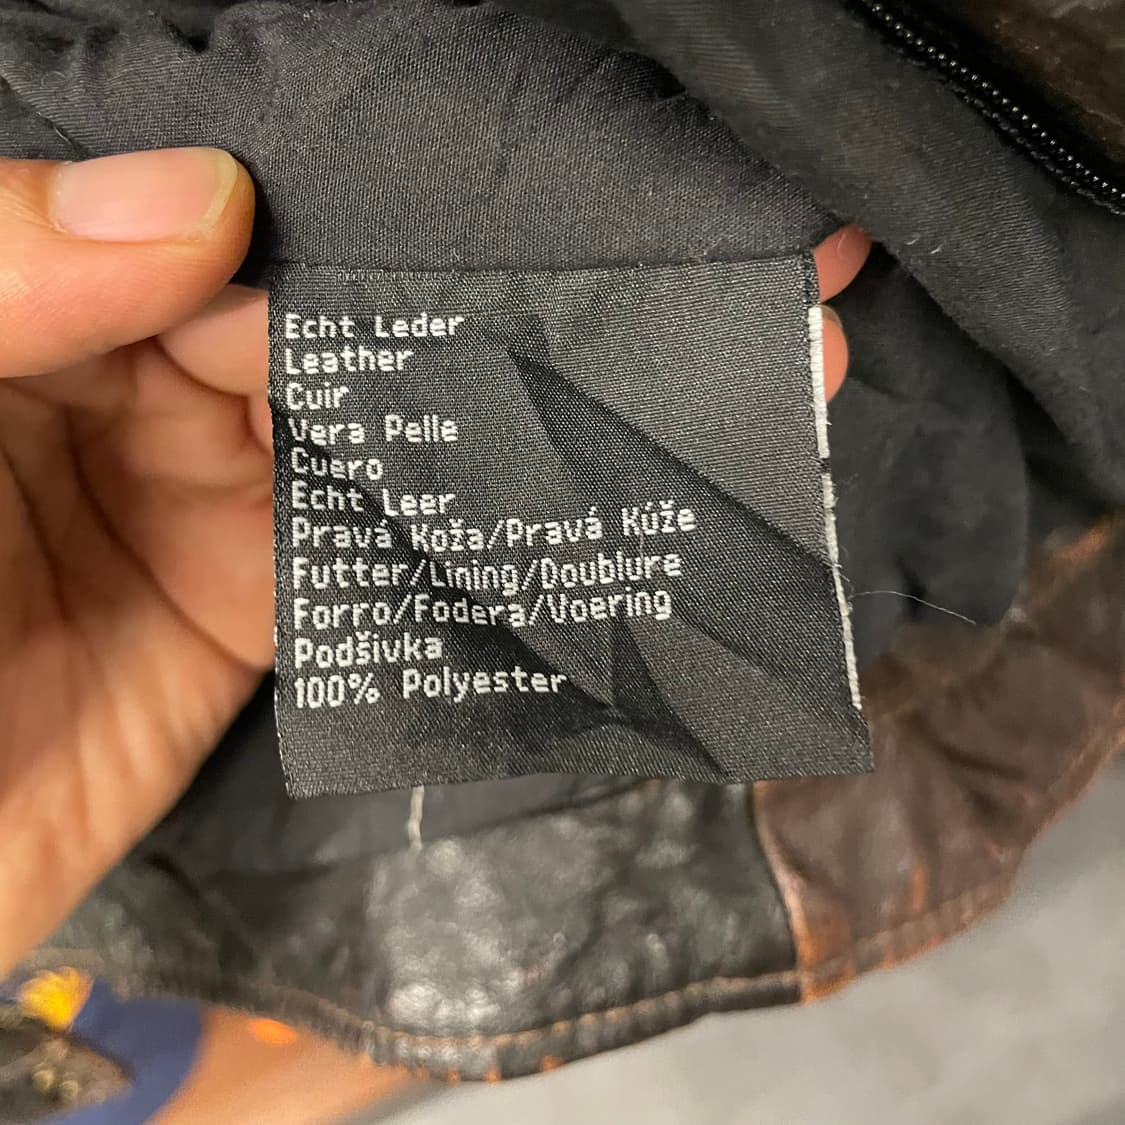 Echt Leder
Leather
Cuir
Vera Pelle
Cuero
Echt Leer
Pravá Koža/Pravá Kúže
Futter/Lining/Doublure
Forro/Fodera/Voering
Podšivka
100% Polyester